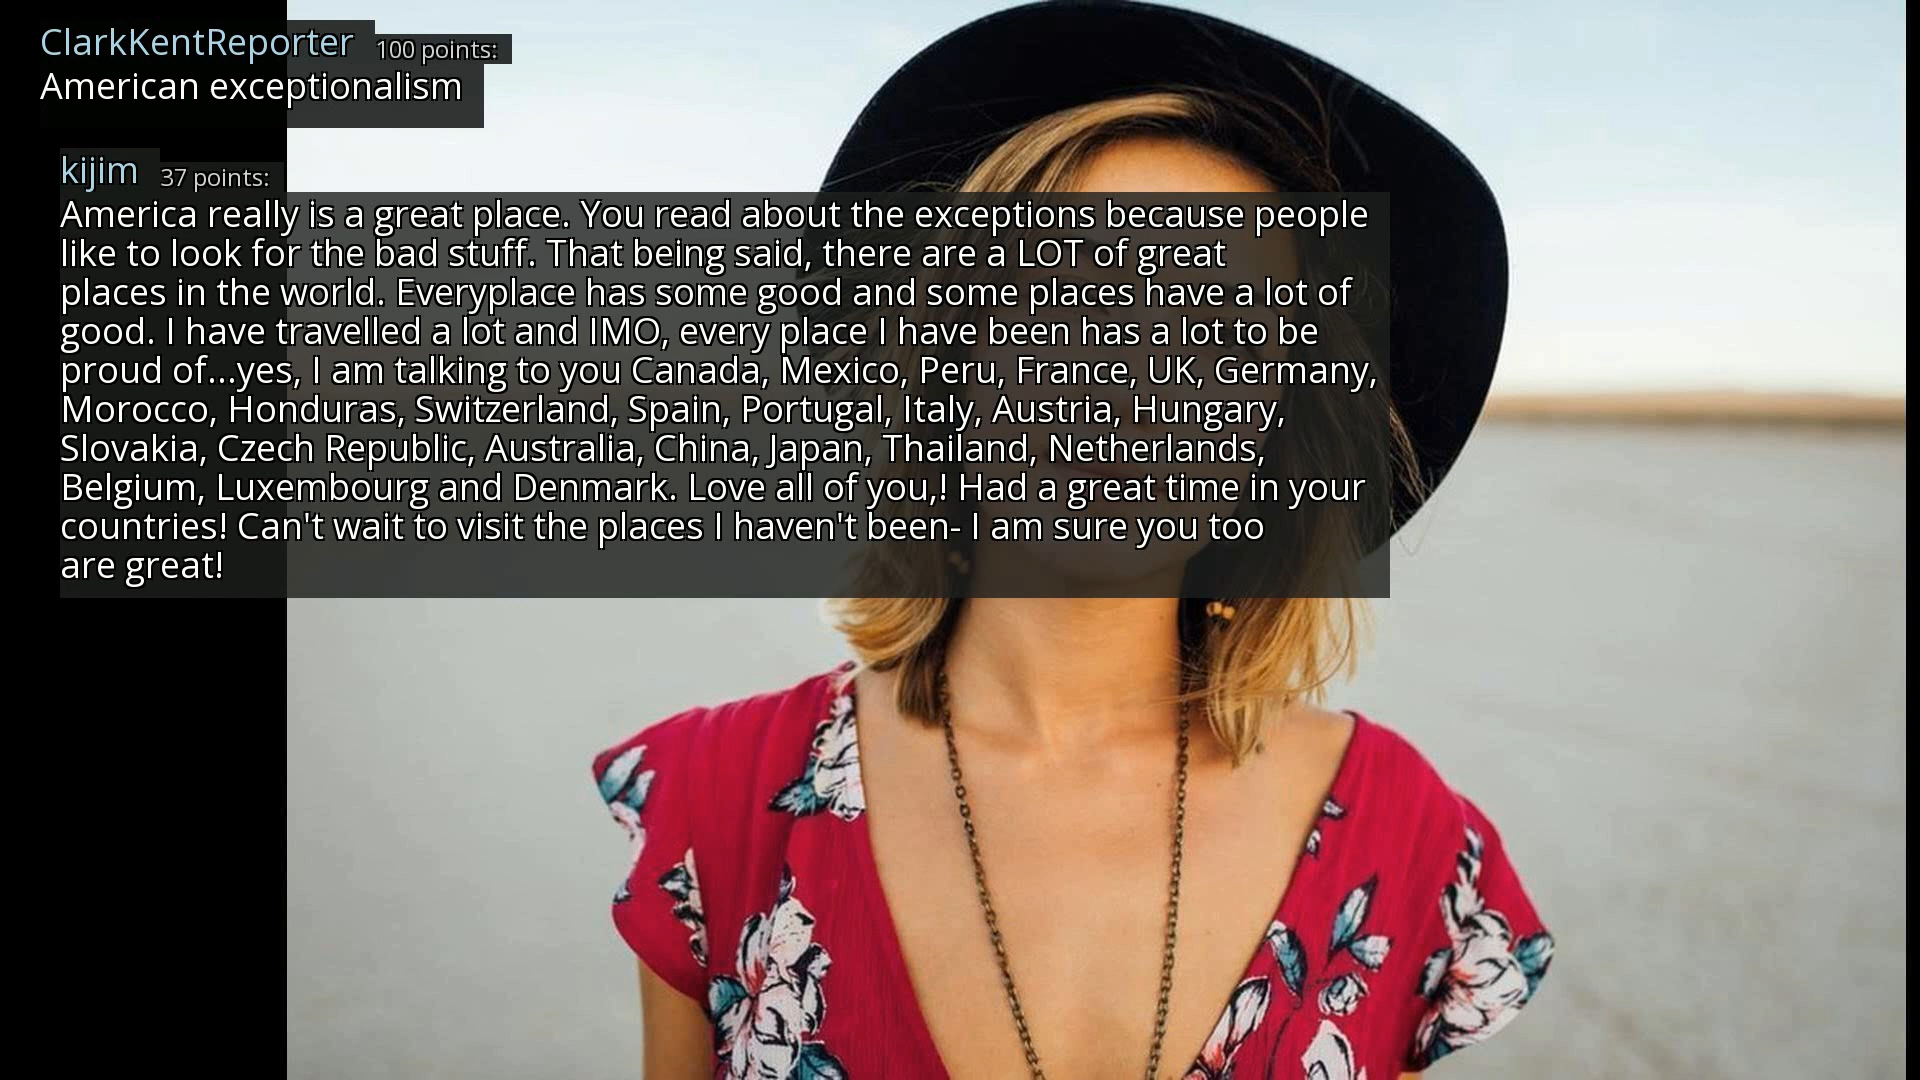 ClarkKentReporter 100 points:
American exceptionalism
kijim 37 points:
America really is a great place. You read about the exceptions because people
like to look for the bad stuff. That being said, there are a LOT of great
places in the world. Everyplace has some good and some places have a lot of
good. I have travelled a lot and IMO, every place I have been has a lot to be
proud of...yes, I am talking to you Canada, Mexico, Peru, France, UK, Germany,
Morocco, Honduras, Switzerland, Spain, Portugal, Italy, Austria, Hungary,
Slovakia, Czech Republic, Australia, China, Japan, Thailand, Netherlands,
Belgium, Luxembourg and Denmark. Love all of you,! Had a great time in your
countries! Can't wait to visit the places I haven't been- I am sure you too
are great!